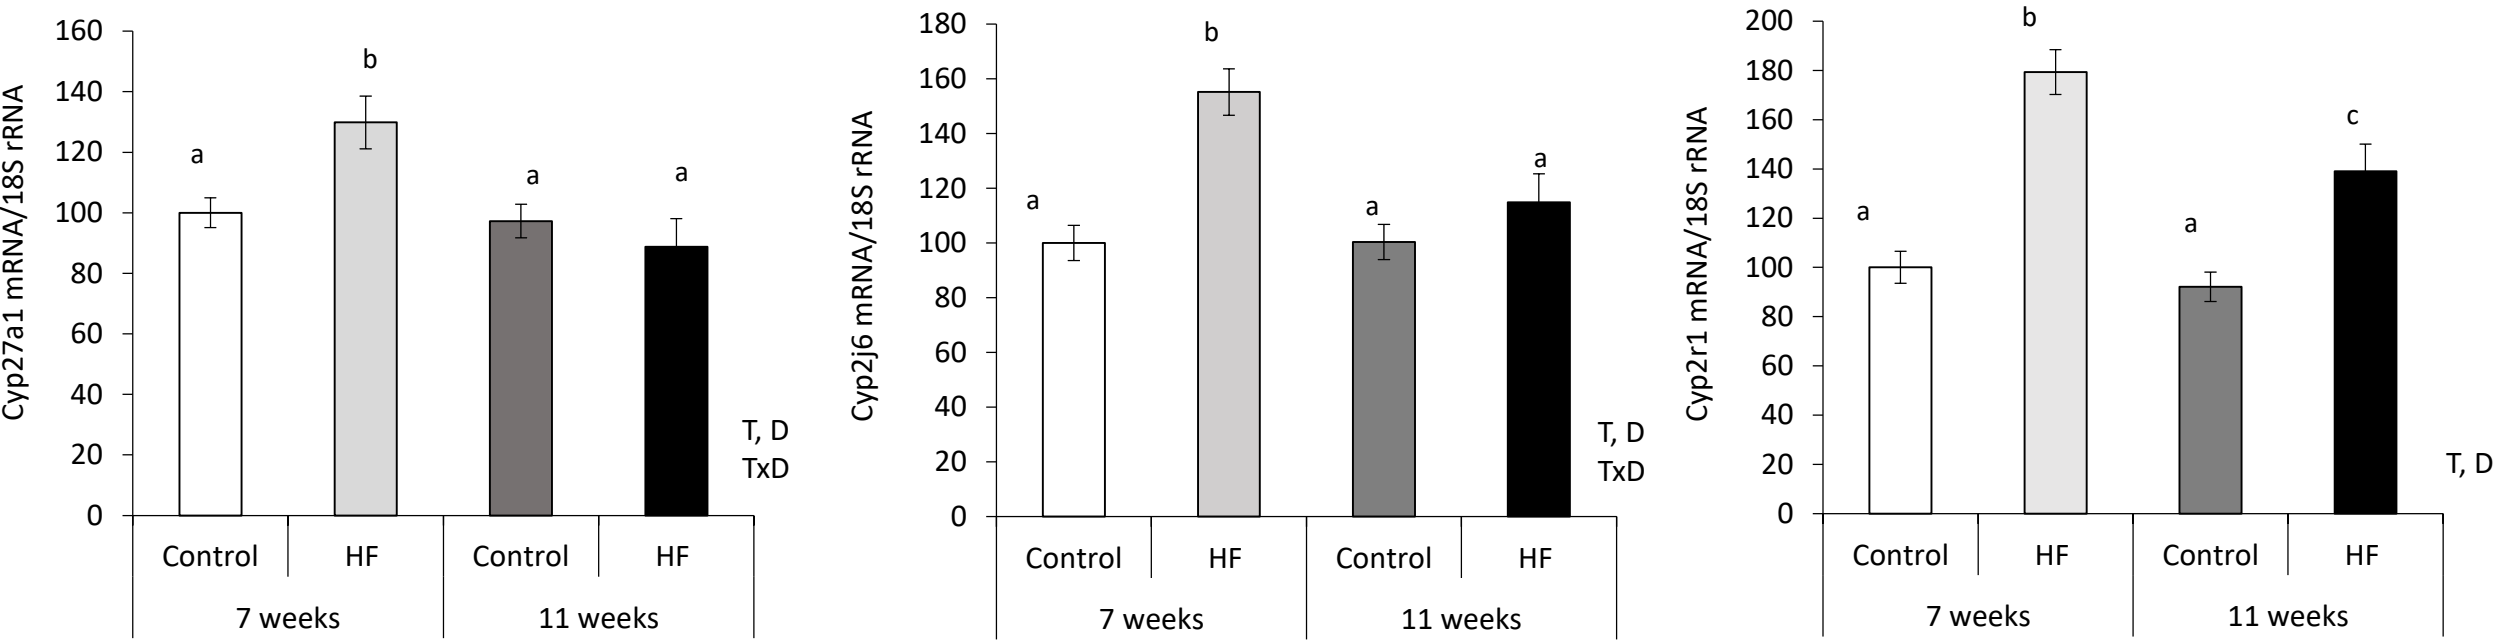 Cyp27a1 mRNA/18S rRNA
160
140
120
100
80
60
40
20
0
a
b
a
a
T, D
TxD
Control
HF
Control
HF
7 weeks
11 weeks
Cyp2j6 mRNA/18S rRNA
180
160
140
120
100
80
60
40
20
0
a
b
a
a
T, D
TxD
Control
HF
Control
HF
7 weeks
11 weeks
Cyp2r1 mRNA/18S rRNA
200
180
160
140
120
100
80
60
40
20
0
a
b
a
c
T, D
Control
HF
Control
HF
7 weeks
11 weeks